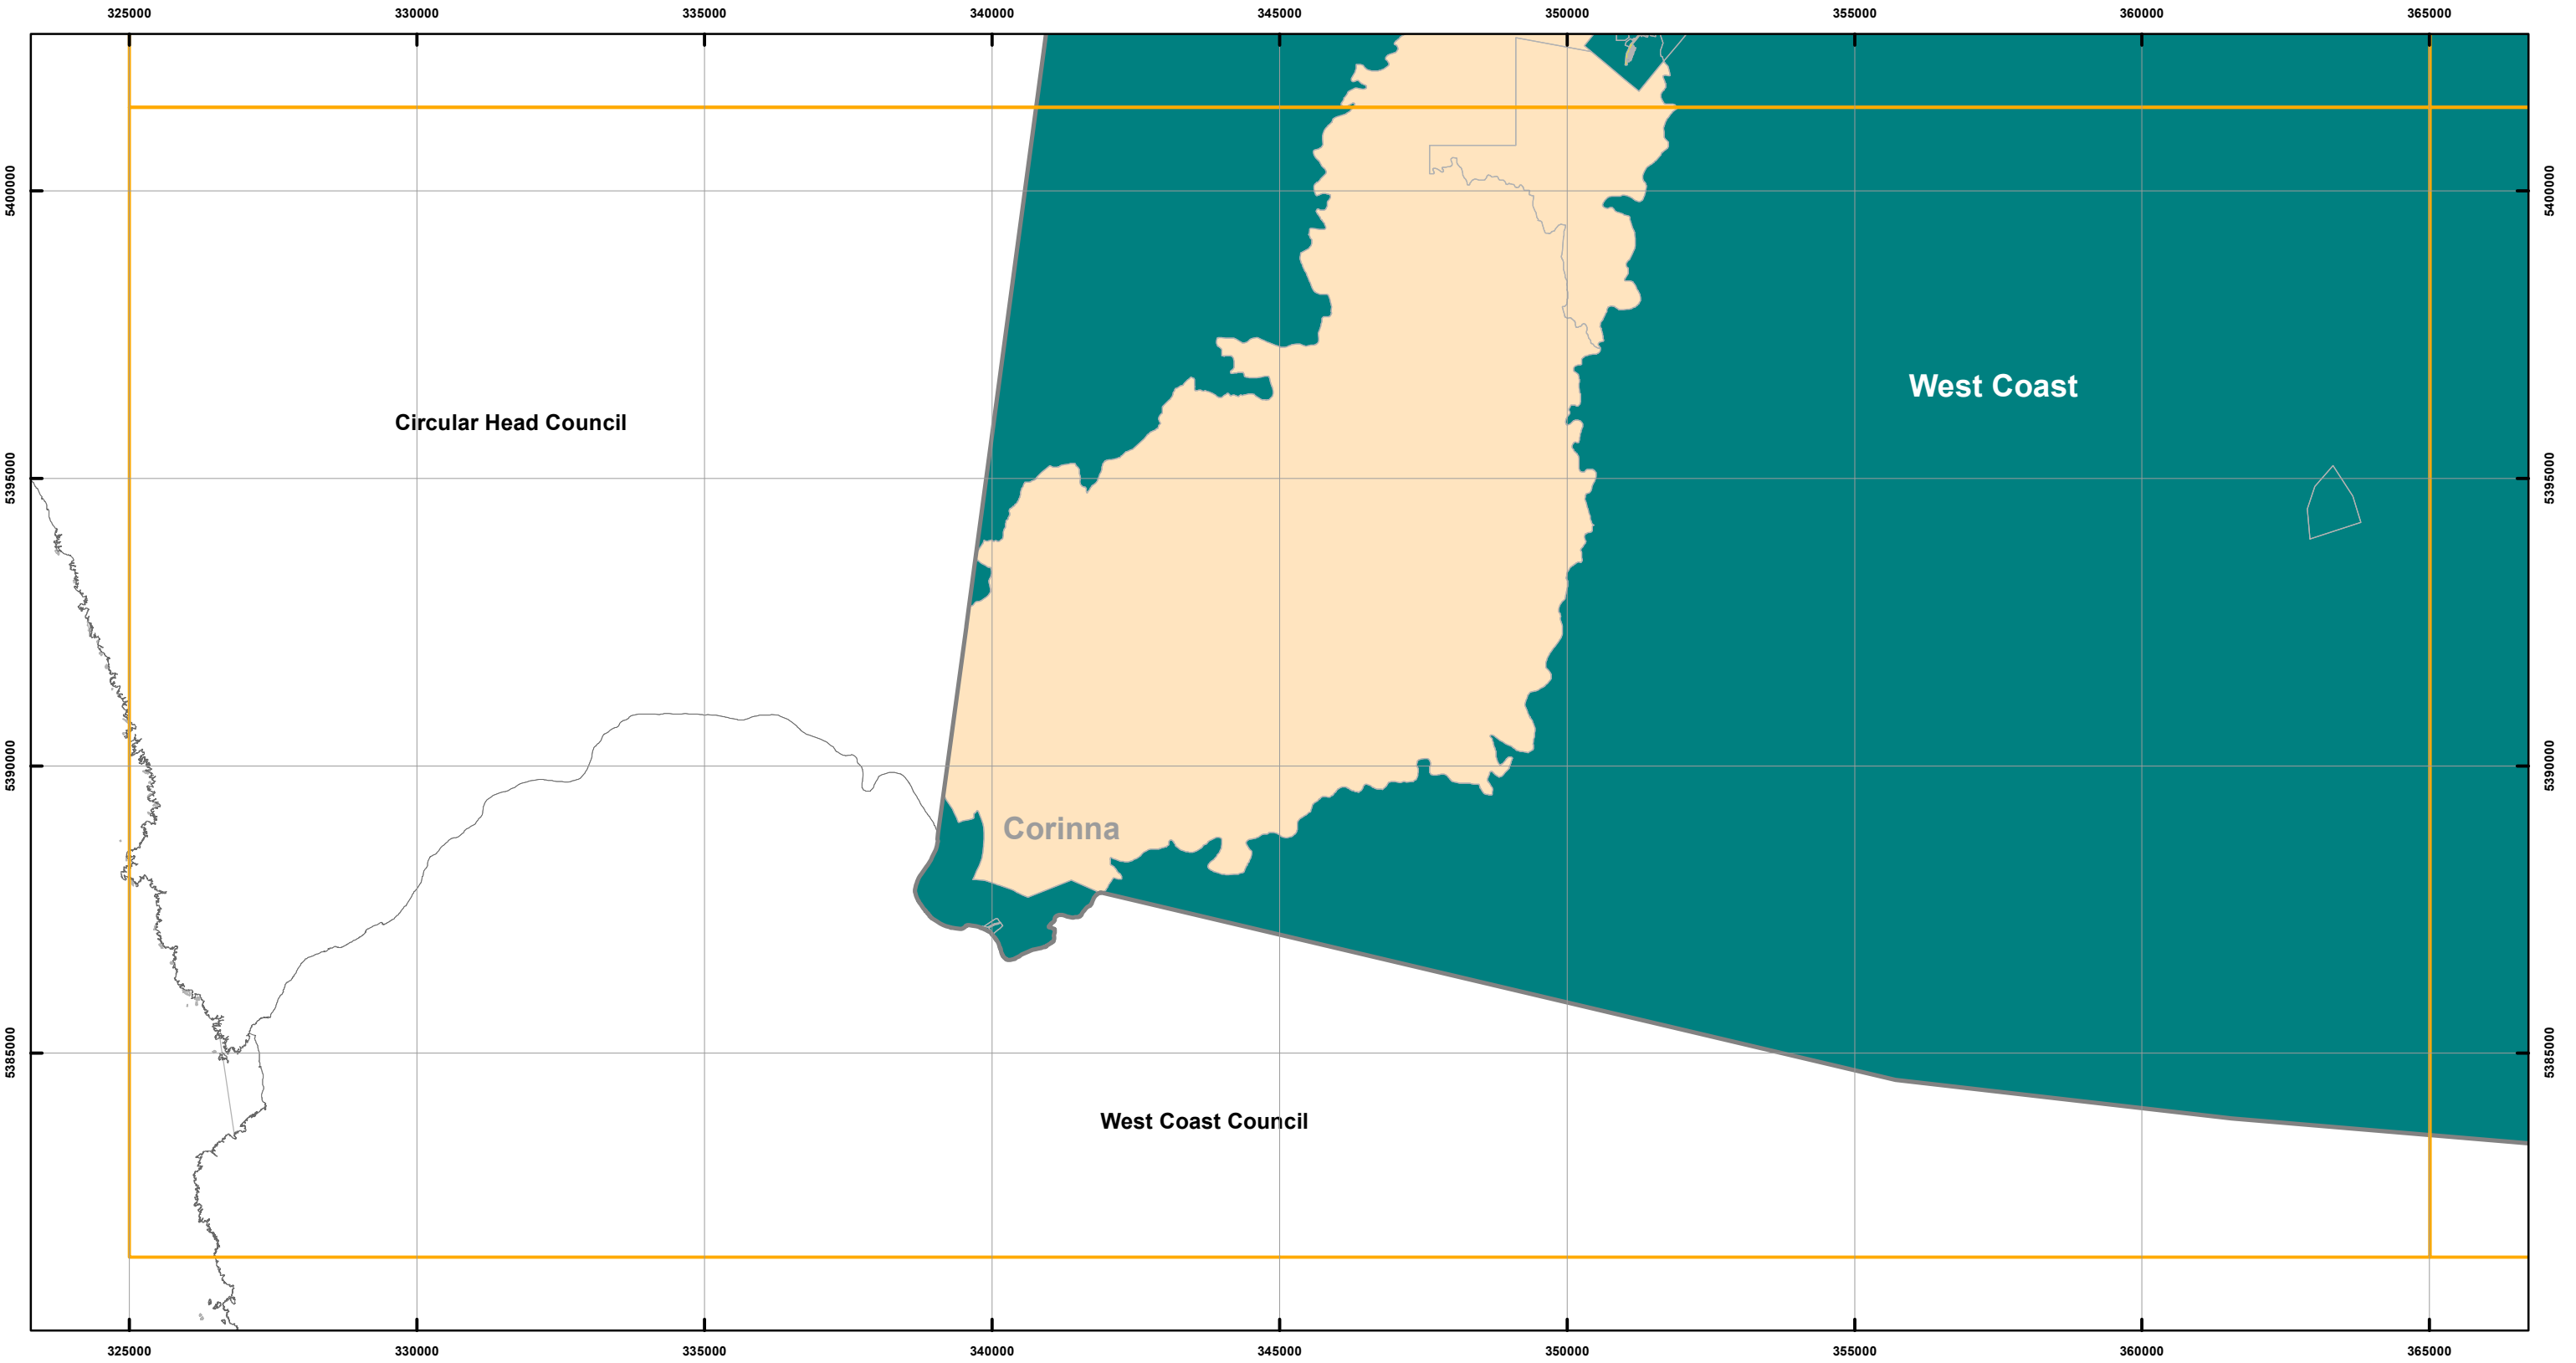 325000 330000 335000 340000 345000 350000 355000 360000 365000
5400000 5400000
West Coast
Circular Head Council
5395000 5395000
5390000 5390000
Corinna
5385000 5385000
West Coast Council
325000 330000 335000 340000 345000 350000 355000 360000 365000